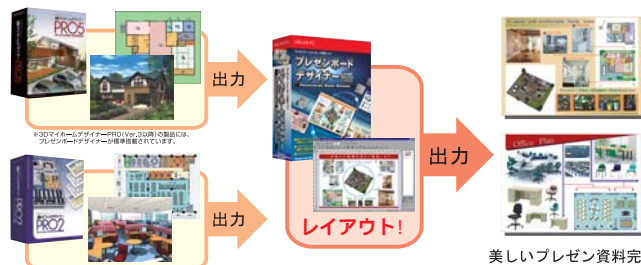 PRO5
出力
※3DマイホームデザイナーPRO(Ver,3以降)の製品には、
プレゼンボードデザイナーが標準搭載されています。
PRO2
出力
プレゼンボード
デザイナー
レイアウト!
出力
Office Plan
美しいプレゼン資料完